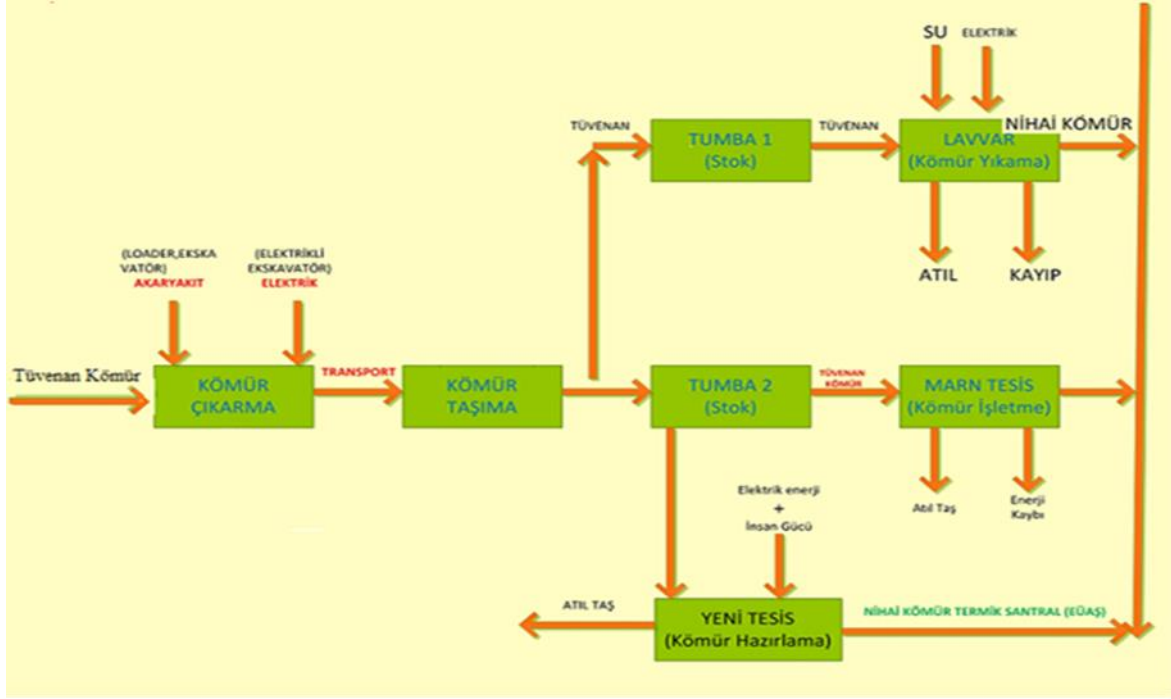 SU
ELEKTRİK
TÜVENAN
TUMBA 1
(Stok)
TÜVENAN
NİHAİ KÖMÜR
LAVVAR
(Kömür Yıkama)
ATIL
KAYIP
(LOADER,EKSKA
VATÖR)
AKARYAKIT
(ELEKTRİKLİ
EKSKAVATÖR)
ELEKTRİK
Tüvenan Kömür
KÖMÜR
ÇIKARMA
TRANSPORT
KÖMÜR
TAŞIMA
TUMBA 2
(Stok)
TÜVENAN
KÖMÜR
MARN TESİS
(Kömür İşletme)
Atıl Taş
Enerji
Kaybı
Elektrik enerji
+
İnsan Gücü
ATIL TAŞ
YENİ TESİS
(Kömür Hazırlama)
NİHAİ KÖMÜR TERMİK SANTRAL (EÜAŞ)